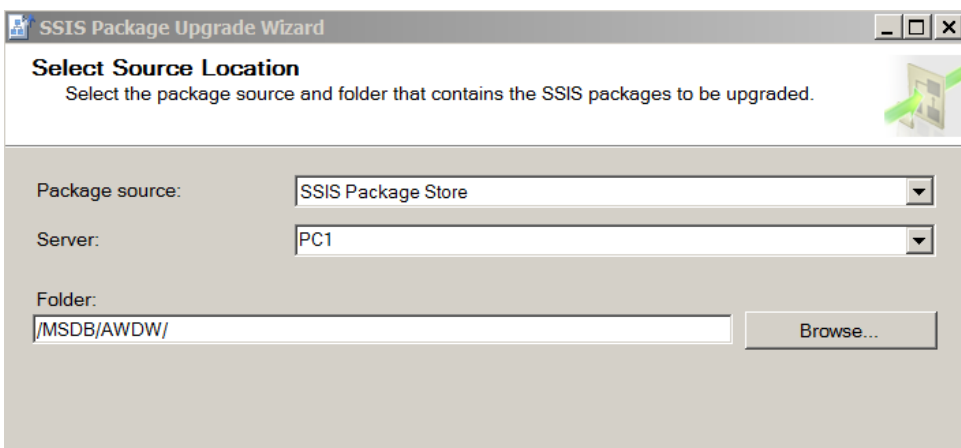 SSIS Package Upgrade Wizard
Select Source Location
Select the package source and folder that contains the SSIS packages to be upgraded.
Package source: SSIS Package Store
Server: PC1
Folder:
/MSDB/AWDW/ Browse...